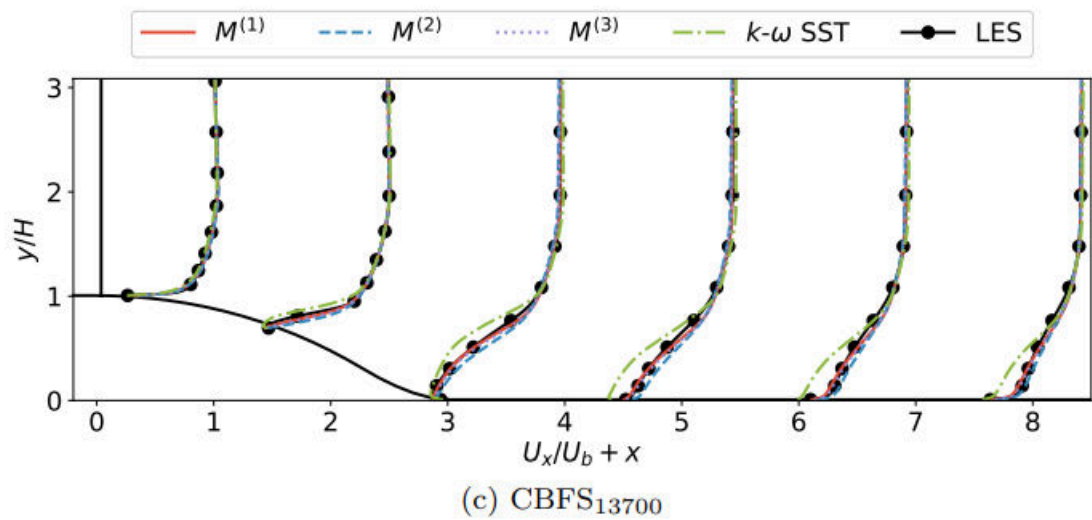 M⁽¹⁾ M⁽²⁾ M⁽³⁾ k-ω SST LES
3
2
1
0
y/H
0 1 2 3 4 5 6 7 8
Uₓ/U_b + x
(c) CBFS₁₃₇₀₀